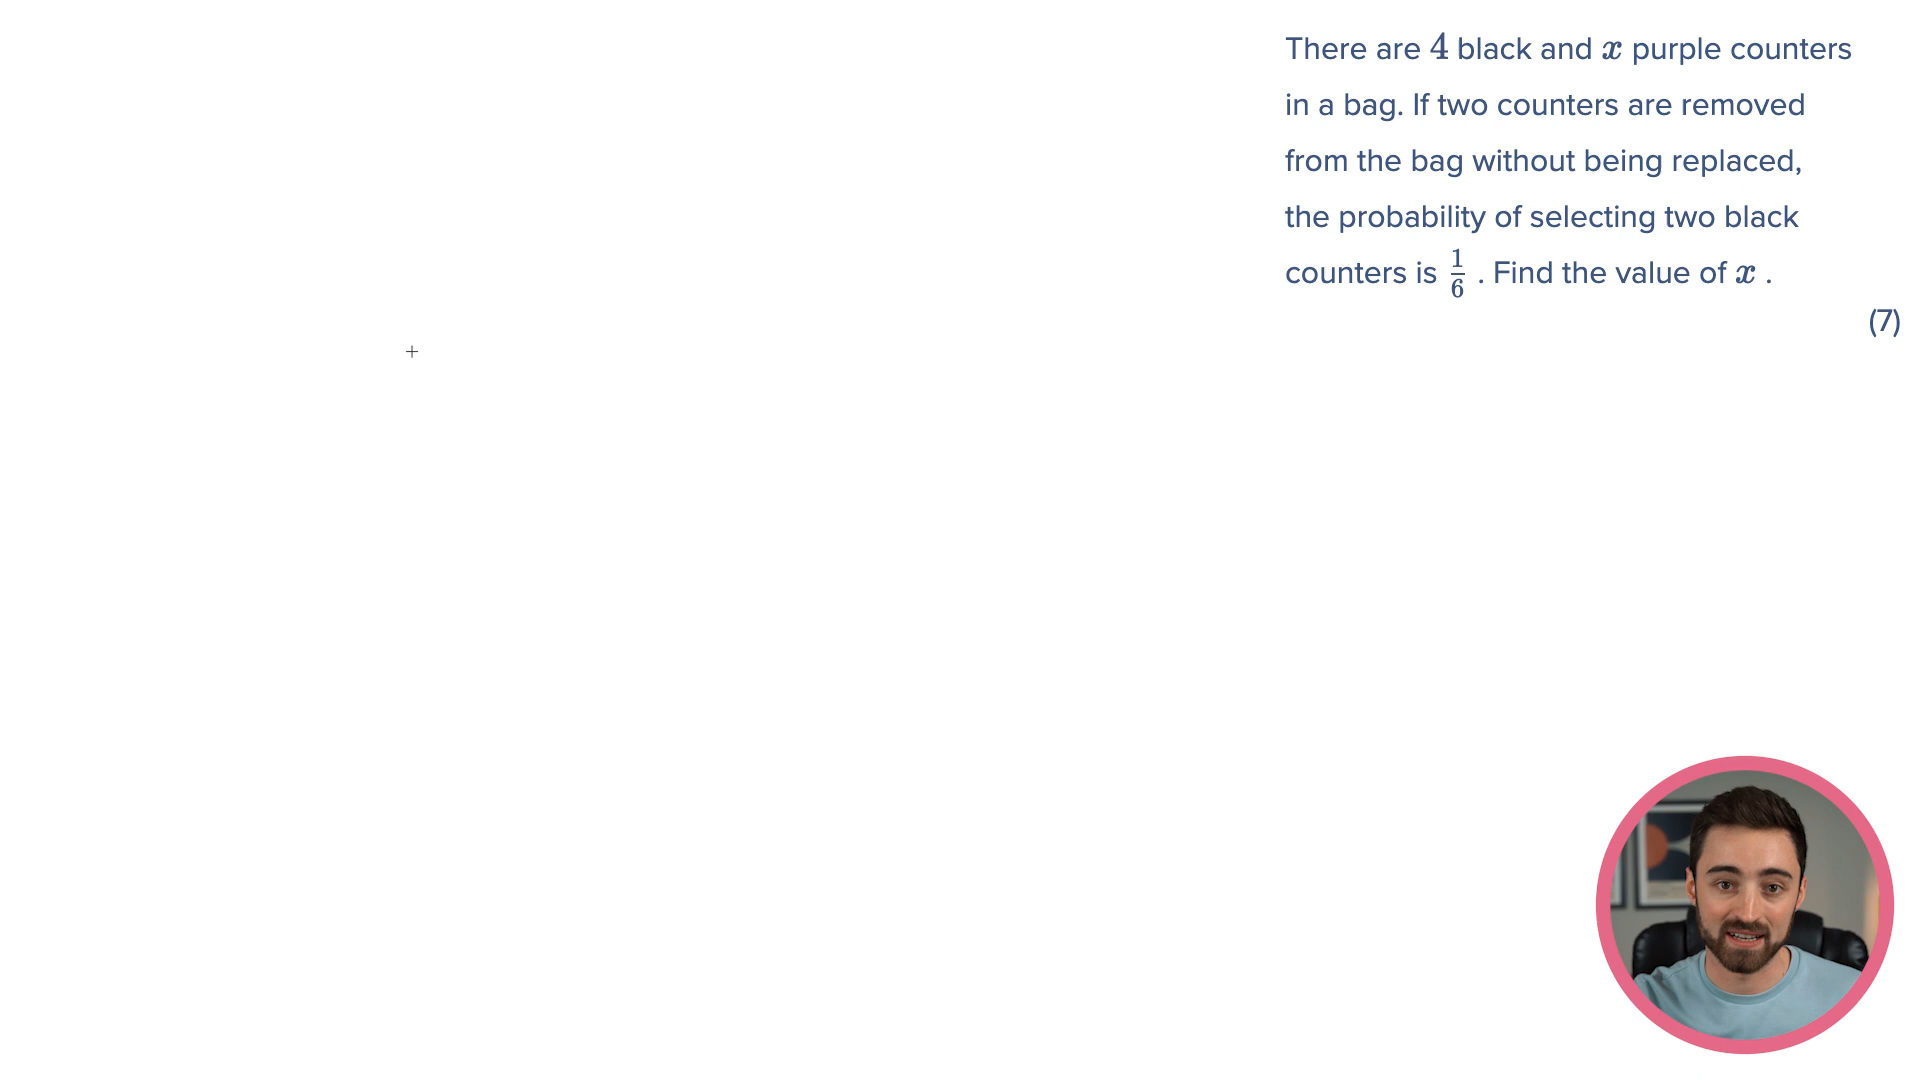 There are 4 black and x purple counters
in a bag. If two counters are removed
from the bag without being replaced,
the probability of selecting two black
counters is 1/6 . Find the value of x .
(7)